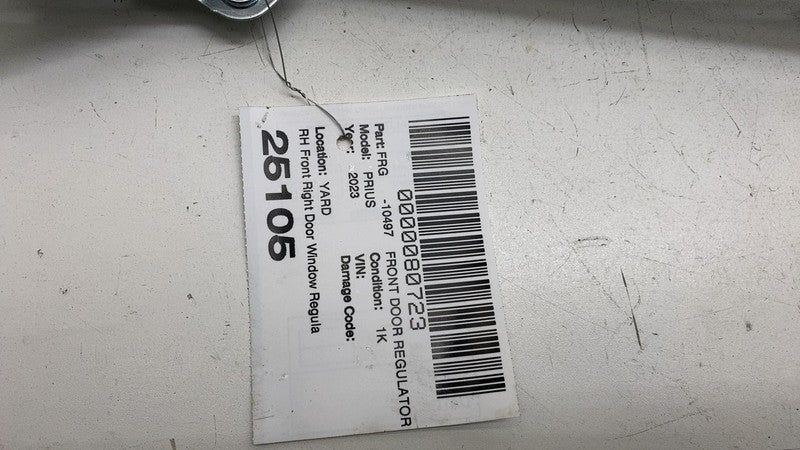 0000080723
Part: FRG -10497 FRONT DOOR REGULATOR
Model: PRIUS Condition: 1K
Year: 2023 VIN:
Damage Code:
Location: YARD
RH Front Right Door Window Regula
25105